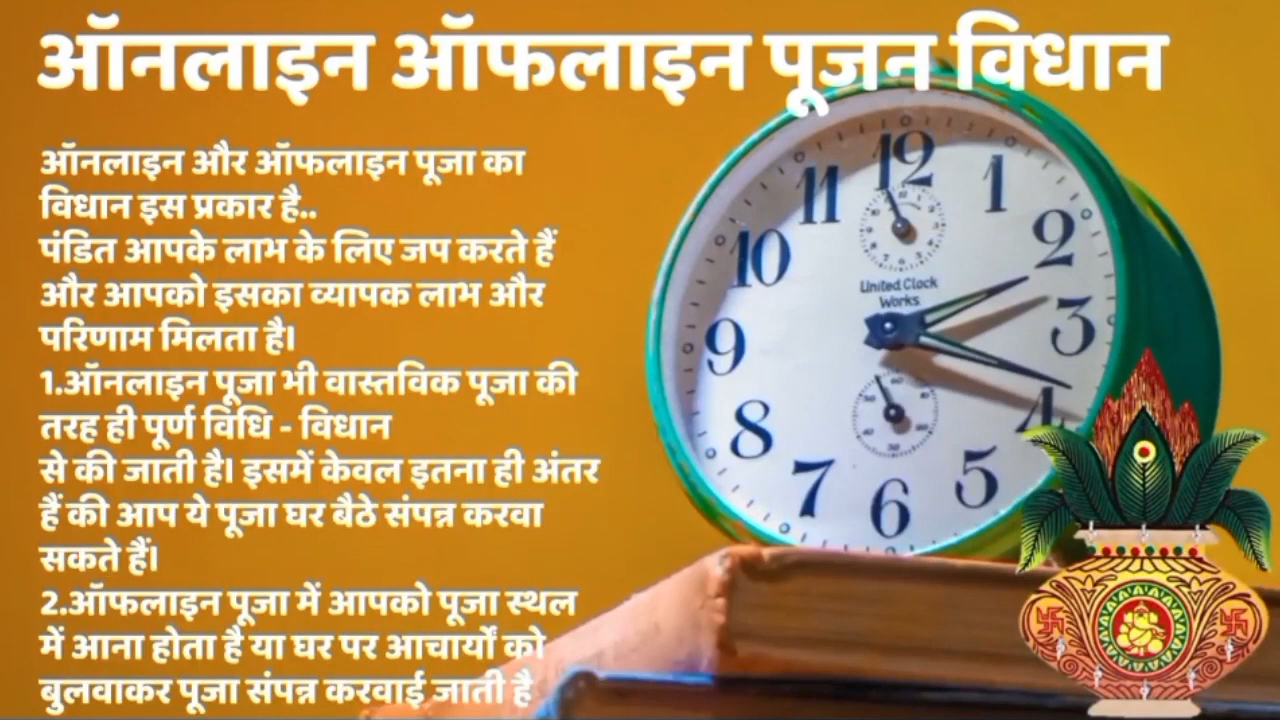 ऑनलाइन ऑफलाइन पूजन विधान
ऑनलाइन और ऑफलाइन पूजा का
विधान इस प्रकार है..
पंडित आपके लाभ के लिए जप करते हैं
और आपको इसका व्यापक लाभ और
परिणाम मिलता है।
1.ऑनलाइन पूजा भी वास्तविक पूजा की
तरह ही पूर्ण विधि - विधान
से की जाती है। इसमें केवल इतना ही अंतर
हैं की आप ये पूजा घर बैठे संपन्न करवा
सकते हैं।
2.ऑफलाइन पूजा में आपको पूजा स्थल
में आना होता है या घर पर आचार्यों को
बुलवाकर पूजा संपन्न करवाई जाती है
12
11
1
10
2
United Clock
Works
9
3
8
4
7
5
6